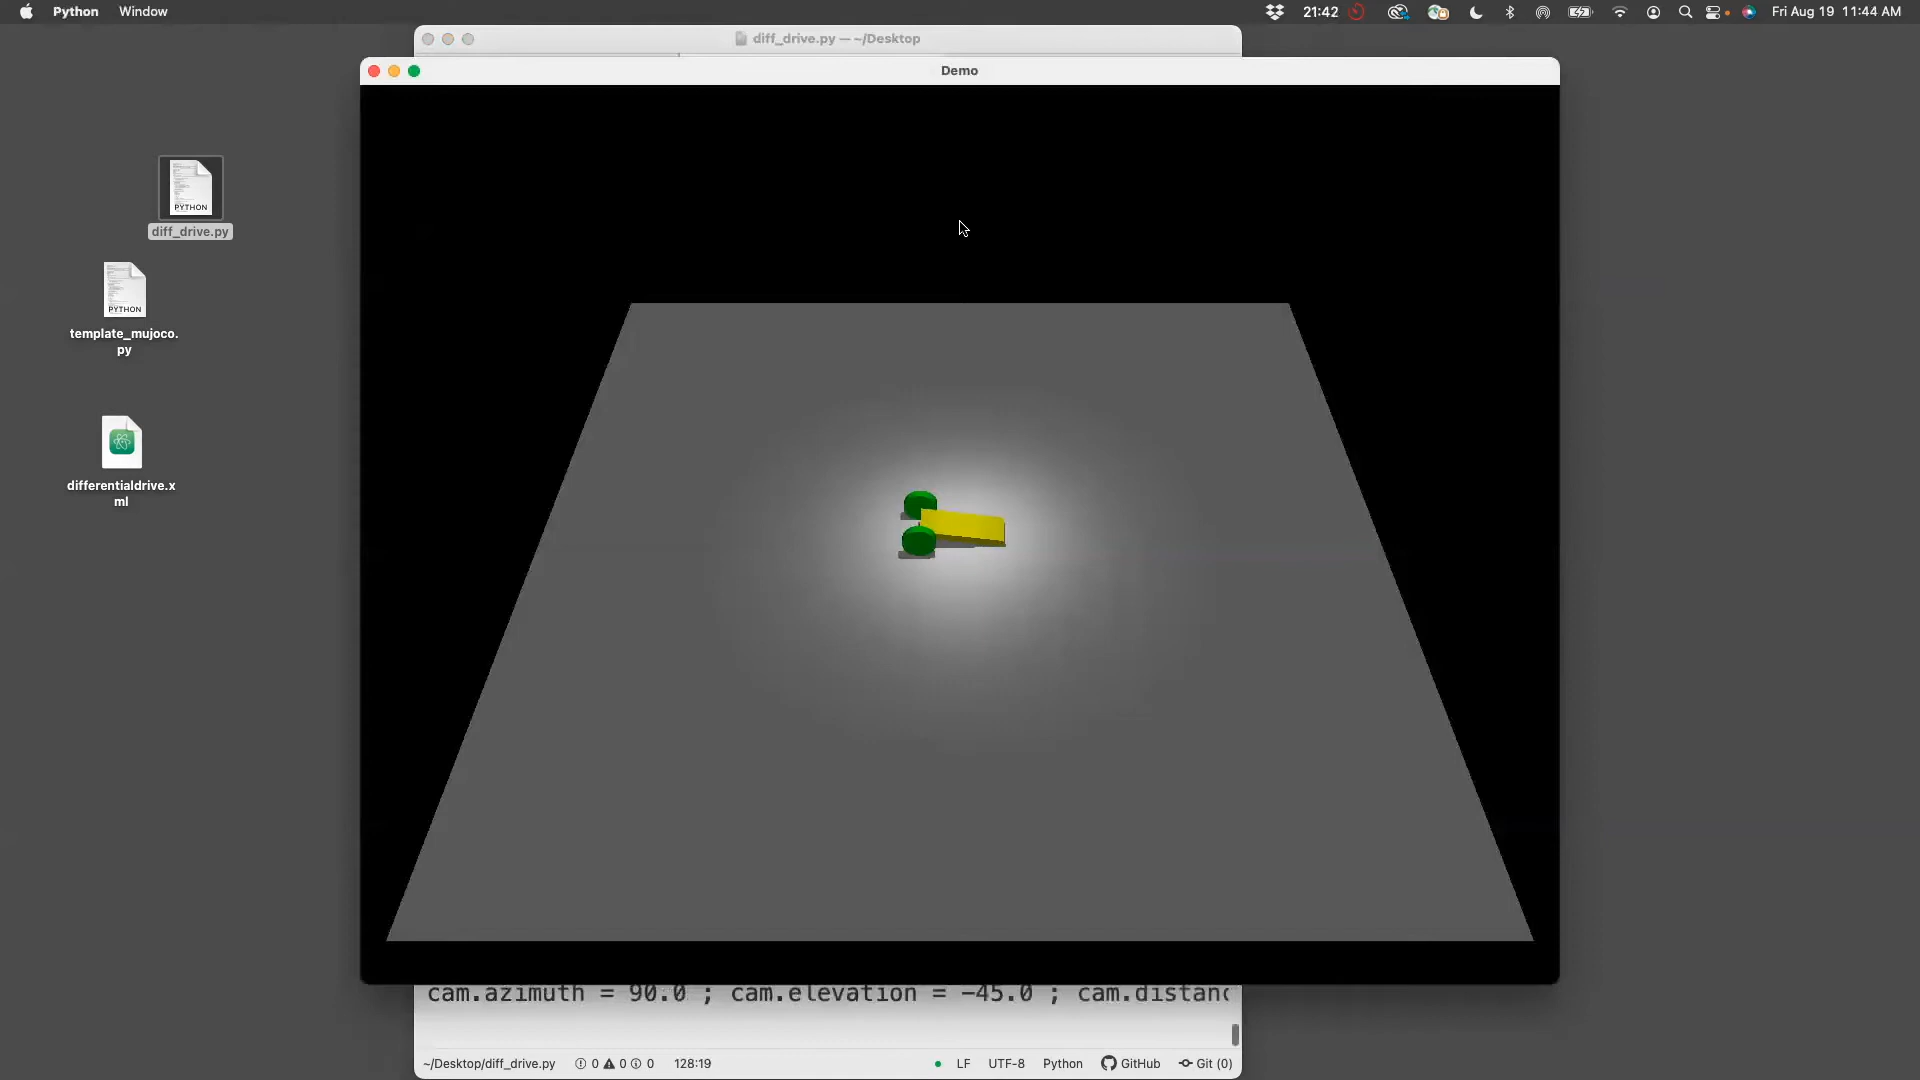 Python Window 21:42 Fri Aug 19 11:44 AM
diff_drive.py — ~/Desktop
Demo
PYTHON
diff_drive.py
PYTHON
template_mujoco.
py
differentialdrive.x
ml
cam.azimuth = 90.0 ; cam.elevation = -45.0 ; cam.distanc
~/Desktop/diff_drive.py 0 0 0 128:19 LF UTF-8 Python GitHub Git (0)